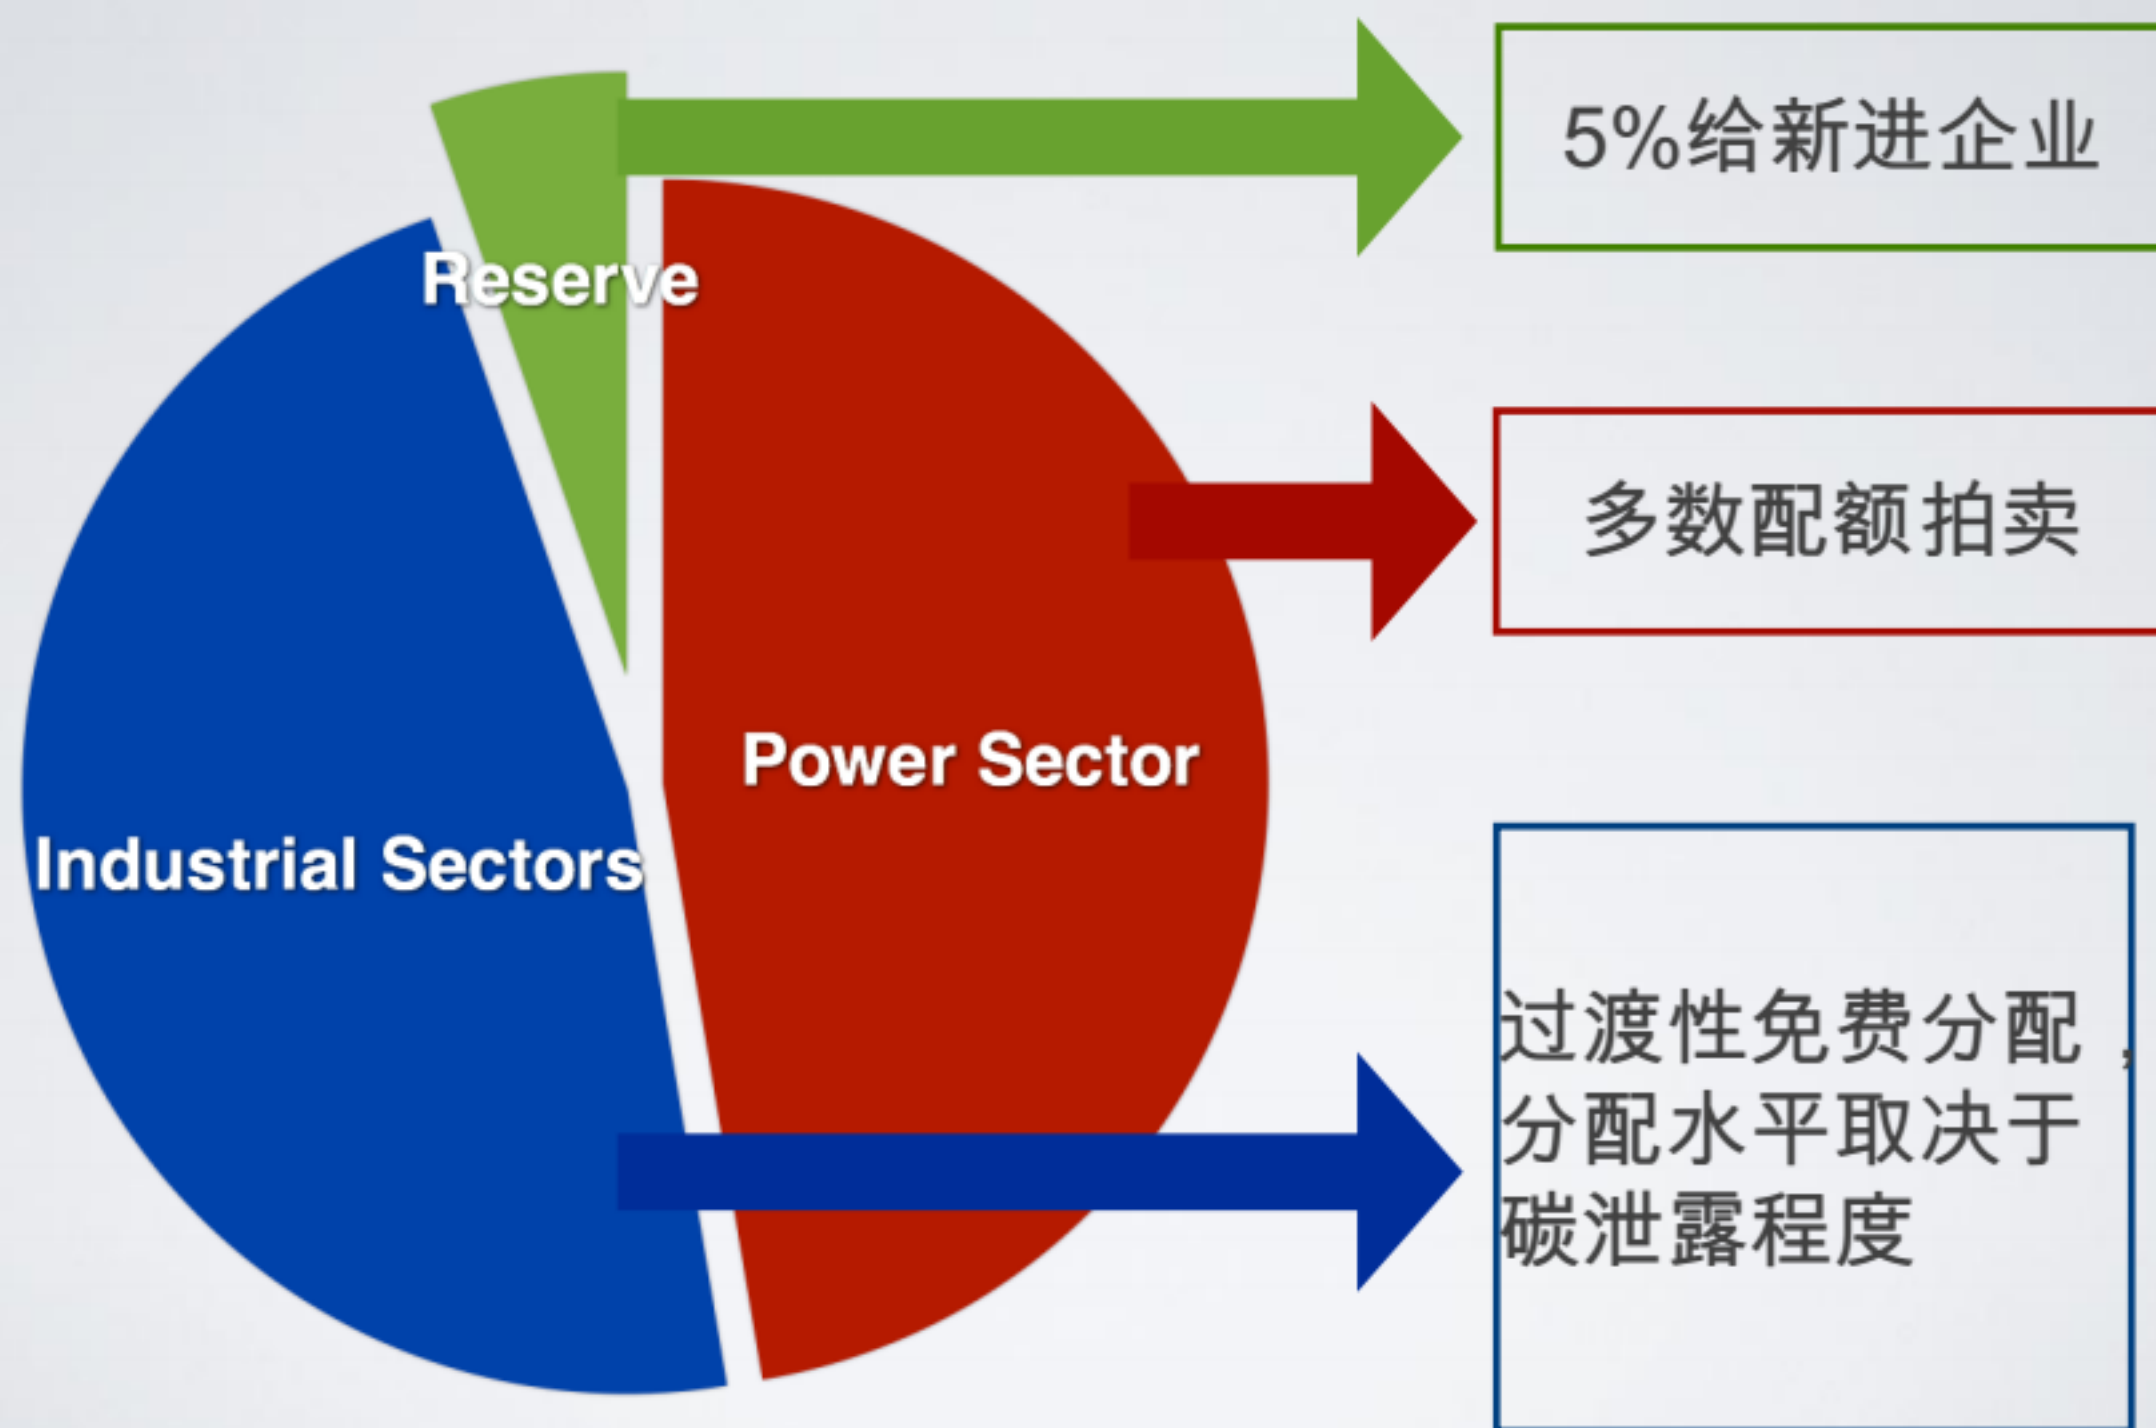 5%给新进企业
Reserve
多数配额拍卖
Power Sector
Industrial Sectors
过渡性免费分配，
分配水平取决于
碳泄露程度